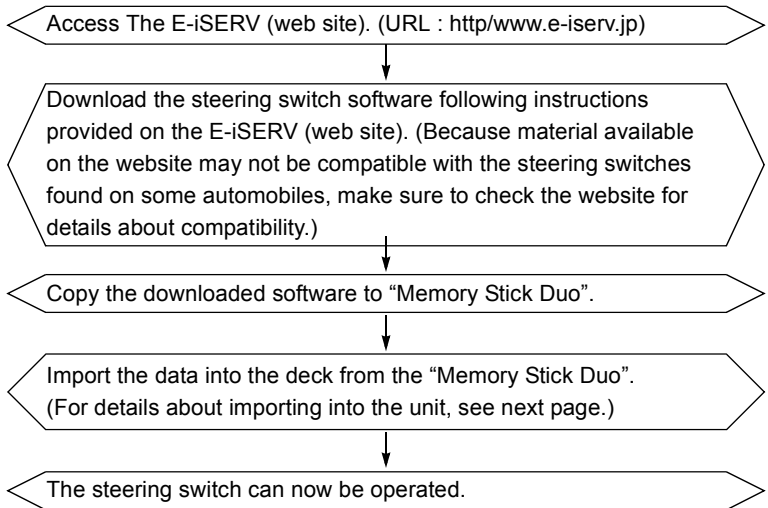 Access The E-iSERV (web site). (URL : http/www.e-iserv.jp)
Download the steering switch software following instructions
provided on the E-iSERV (web site). (Because material available
on the website may not be compatible with the steering switches
found on some automobiles, make sure to check the website for
details about compatibility.)
Copy the downloaded software to “Memory Stick Duo”.
Import the data into the deck from the “Memory Stick Duo”.
(For details about importing into the unit, see next page.)
The steering switch can now be operated.